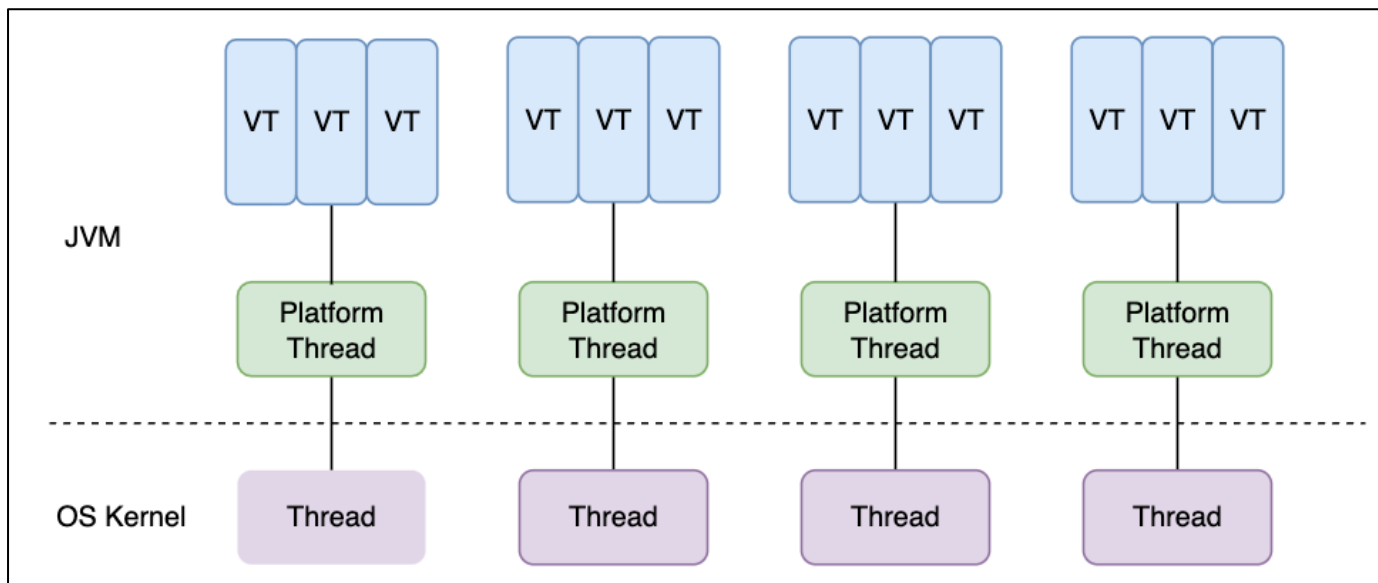 VT VT VT VT VT VT VT VT VT VT VT VT
JVM
Platform Platform Platform Platform
Thread Thread Thread Thread
OS Kernel Thread Thread Thread Thread